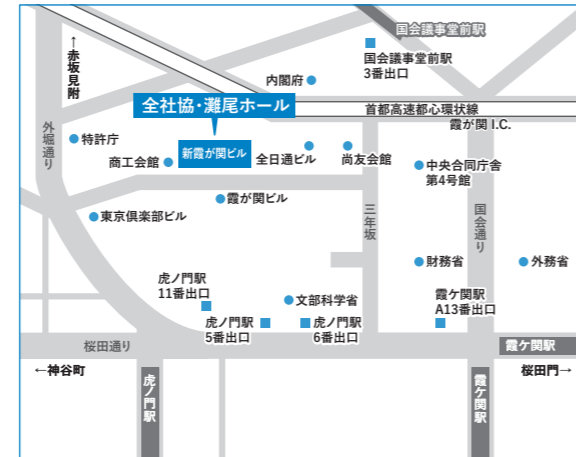 国会議事堂前駅
国会議事堂前駅
3番出口
←赤坂見附
内閣府
全社協・灘尾ホール
首都高速都心環状線
霞が関 I.C.
外堀通り
特許庁
商工会館
新霞が関ビル
全日通ビル
尚友会館
中央合同庁舎
第4号館
霞が関ビル
東京倶楽部ビル
三年坂
国会通り
財務省
外務省
虎ノ門駅
11番出口
文部科学省
霞ケ関駅
A13番出口
虎ノ門駅
5番出口
虎ノ門駅
6番出口
桜田通り
霞ケ関駅
←神谷町
桜田門→
虎ノ門駅
霞ケ関駅